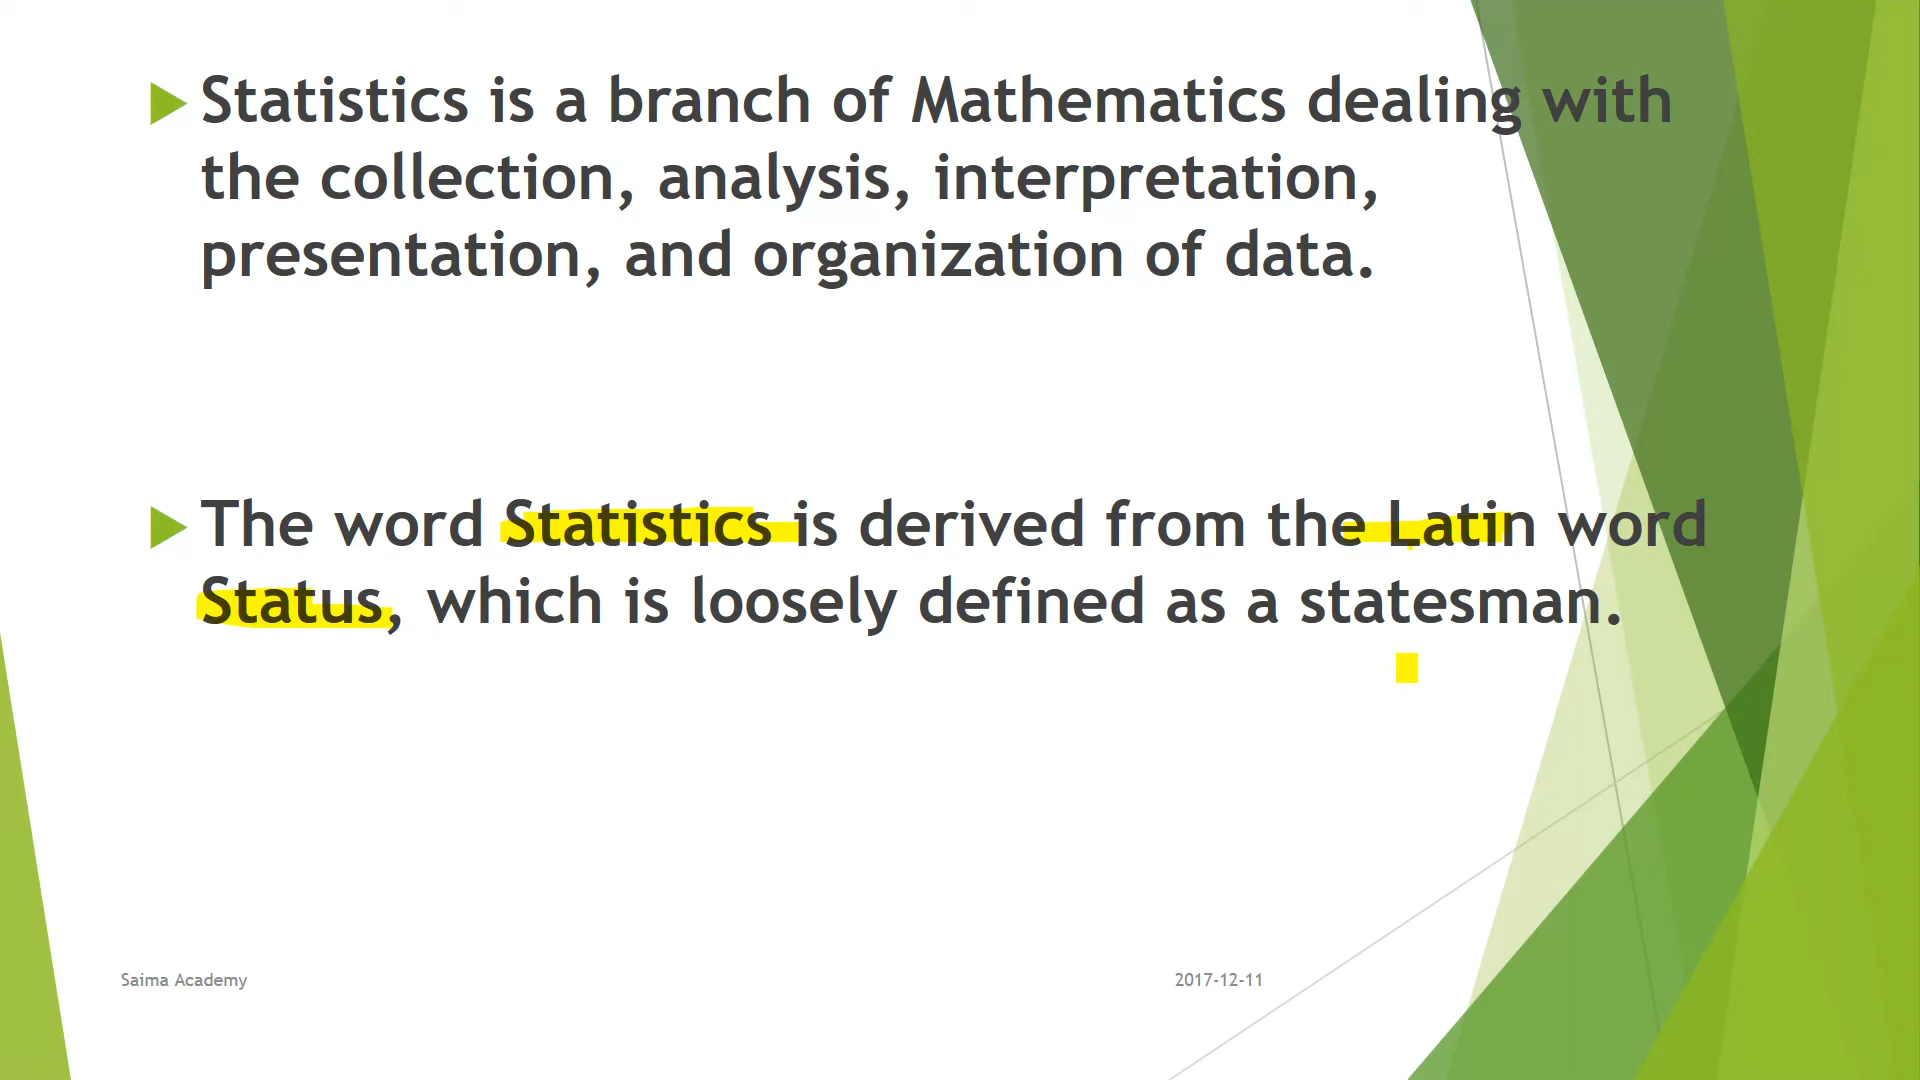 Statistics is a branch of Mathematics dealing with
the collection, analysis, interpretation,
presentation, and organization of data.
The word Statistics is derived from the Latin word
Status, which is loosely defined as a statesman.
Saima Academy
2017-12-11